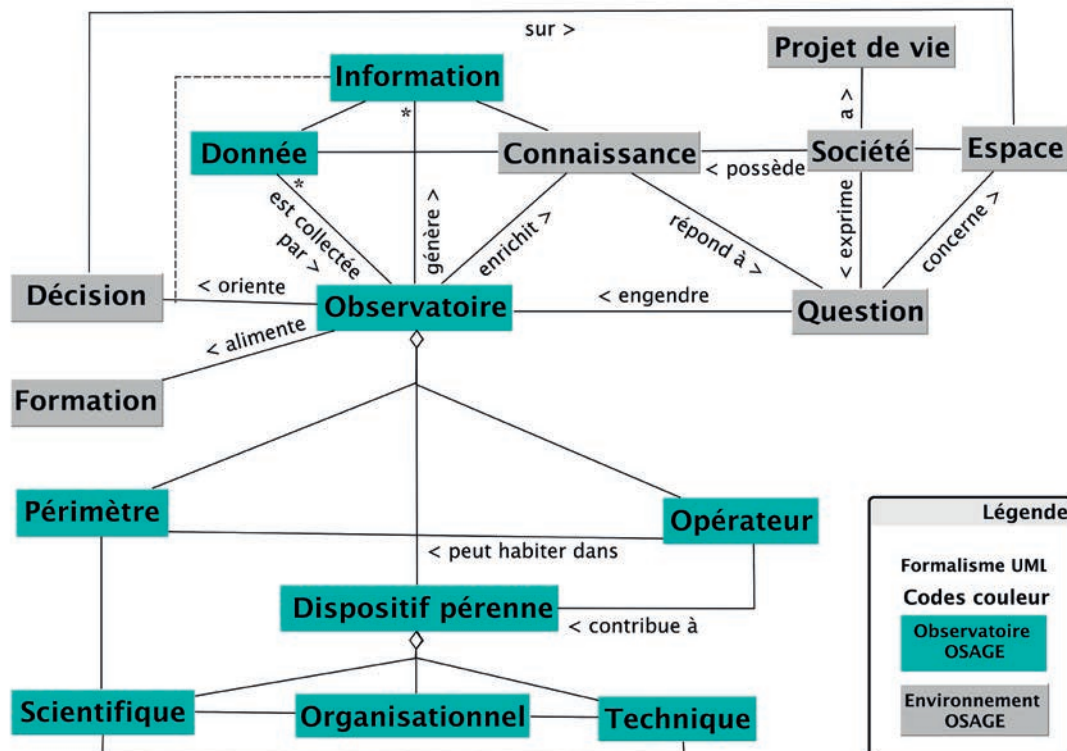 sur >
Projet de vie
Information
*
a >
Donnée
Connaissance
Société
Espace
< possède
*
est collectée
par >
génère >
enrichit >
répond à >
< exprime
concerne >
Décision
< oriente
Observatoire
< engendre
Question
< alimente
Formation
Périmètre
Opérateur
< peut habiter dans
Dispositif pérenne
< contribue à
Scientifique
Organisationnel
Technique
Légende
Formalisme UML
Codes couleur
Observatoire
OSAGE
Environnement
OSAGE